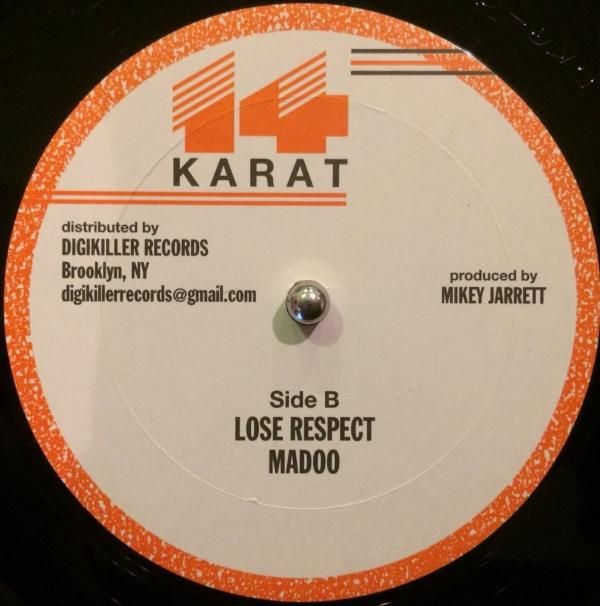 14
KARAT
distributed by
DIGIKILLER RECORDS
Brooklyn, NY
digikillerrecords@gmail.com
produced by
MIKEY JARRETT
Side B
LOSE RESPECT
MADOO